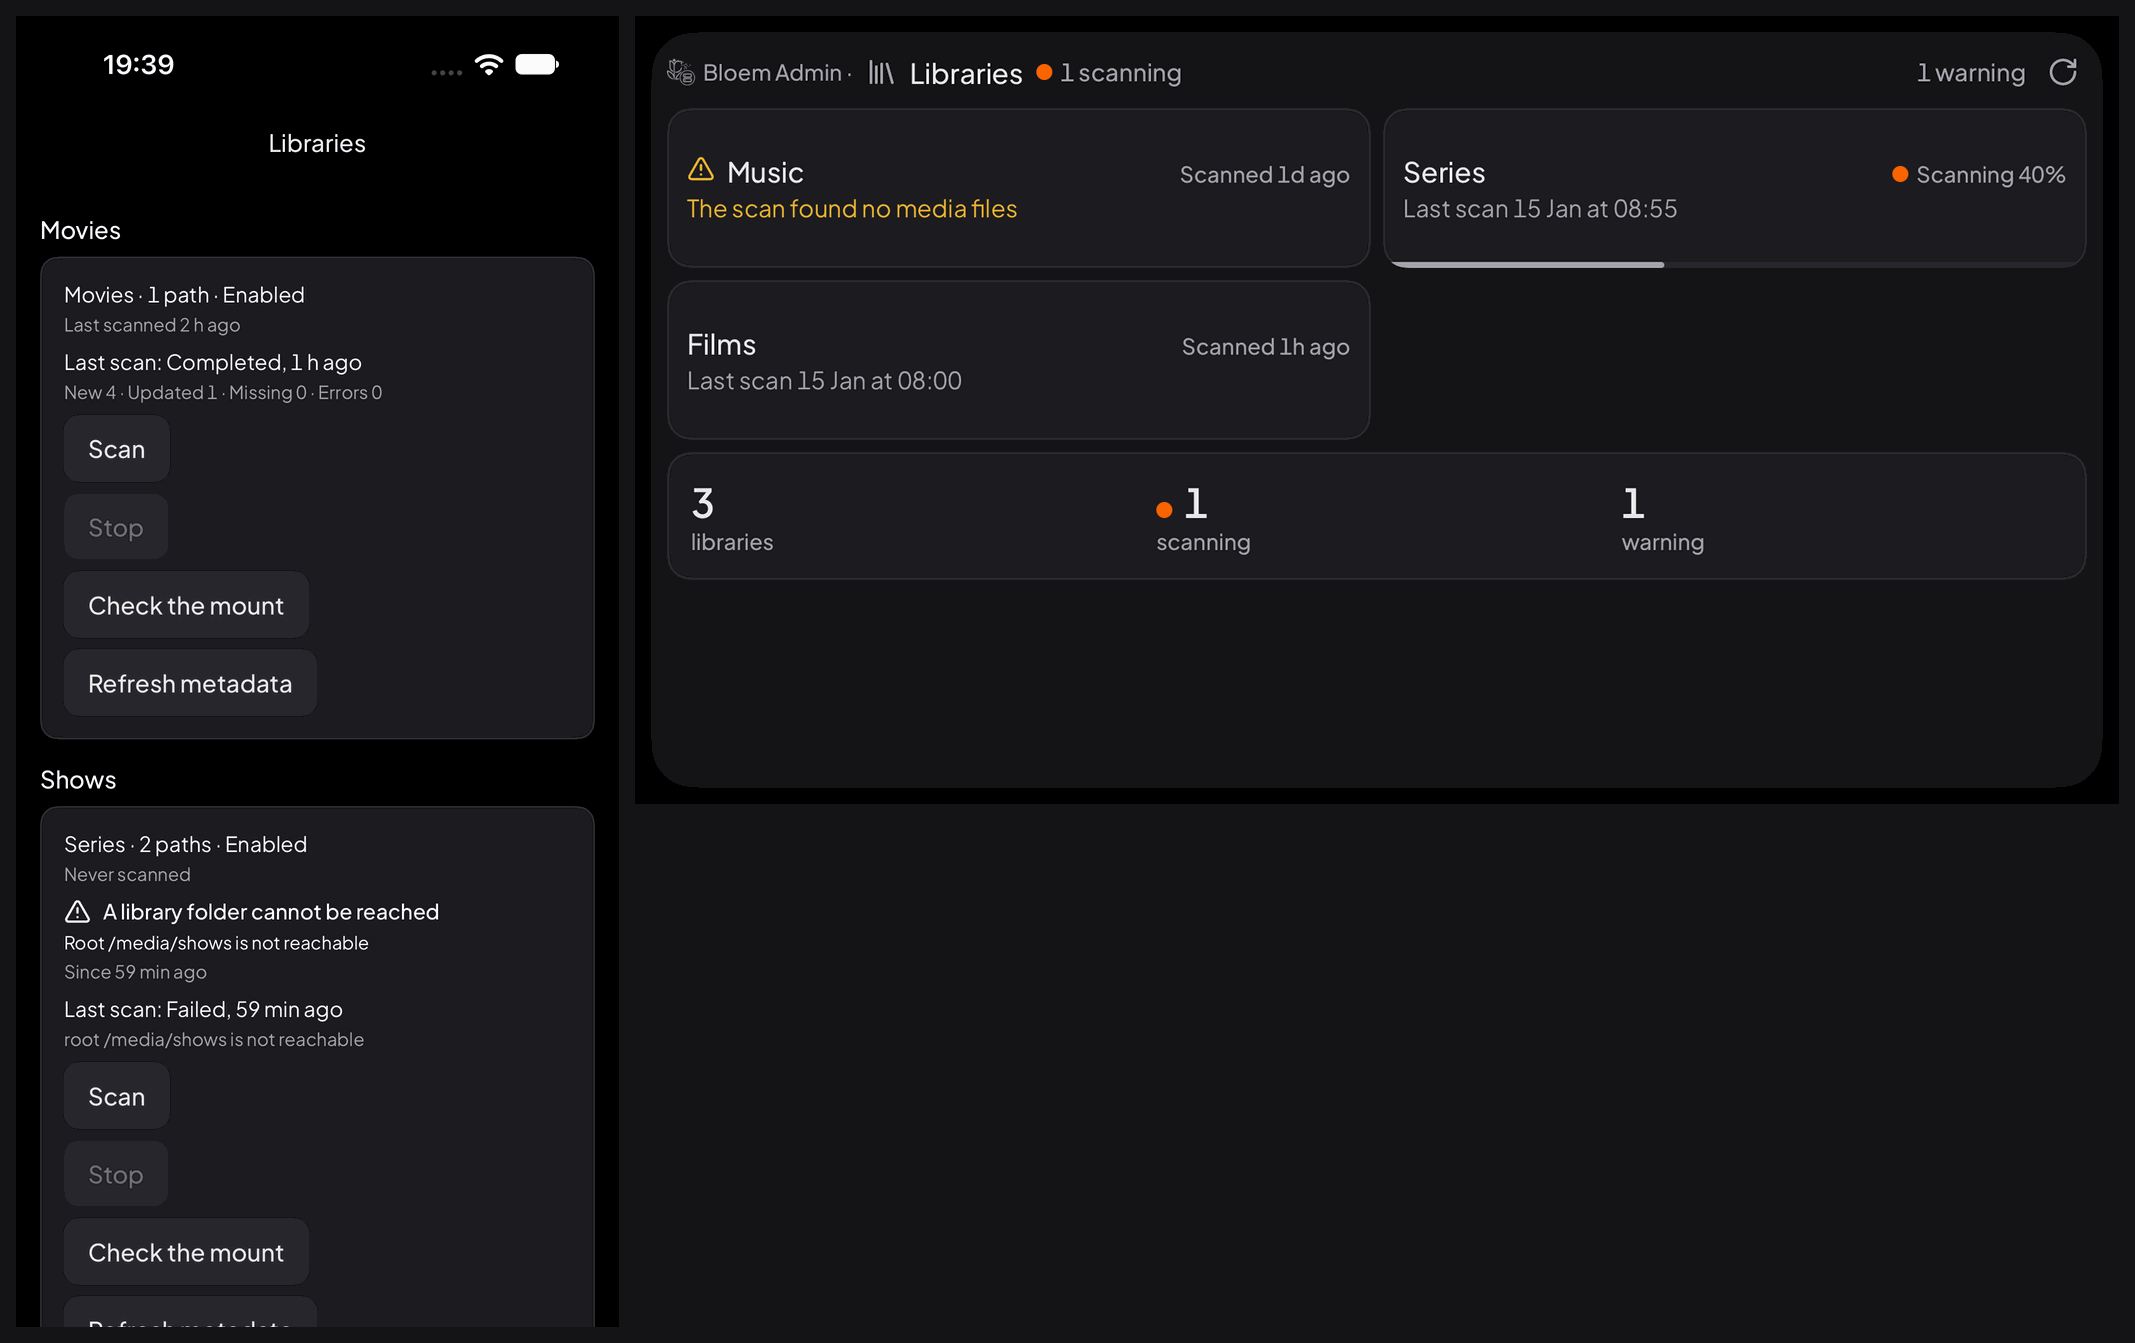 19:39
Libraries
Movies
Movies · 1 path · Enabled
Last scanned 2 h ago
Last scan: Completed, 1 h ago
New 4 · Updated 1 · Missing 0 · Errors 0
Scan
Stop
Check the mount
Refresh metadata
Shows
Series · 2 paths · Enabled
Never scanned
A library folder cannot be reached
Root /media/shows is not reachable
Since 59 min ago
Last scan: Failed, 59 min ago
root /media/shows is not reachable
Scan
Stop
Check the mount
Refresh metadata
Bloem Admin · Libraries 1 scanning
1 warning
Music
Scanned 1d ago
The scan found no media files
Series
Scanning 40%
Last scan 15 Jan at 08:55
Films
Scanned 1h ago
Last scan 15 Jan at 08:00
3
libraries
1
scanning
1
warning